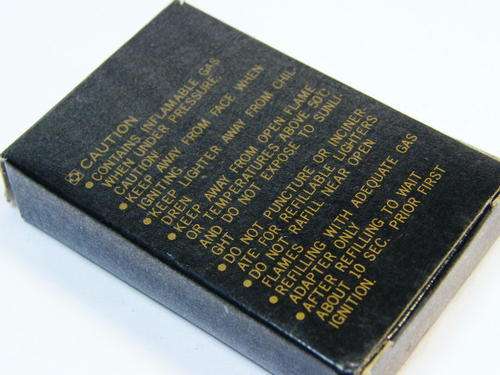 CAUTION
• CONTAINS INFLAMABLE GAS
WHEN UNDER PRESSURE.
CAUTION
• KEEP AWAY FROM FACE WHEN
IGNITING
• KEEP LIGHTER AWAY FROM CHIL-
DREN
• KEEP AWAY FROM OPEN FLAME,
OR TEMPERATURES ABOVE 50°C
AND DO NOT EXPOSE TO SUNLI-
GHT
• DO NOT PUNCTURE OR INCINER
ATE FOR REFILLABLE LIGHTERS
• DO NOT RAFILL NEAR OPEN
FLAMES
• REFILLING WITH ADEQUATE GAS
ADAPTER ONLY
• AFTER REFILLING TO WAIT
ABOUT 10 SEC. PRIOR FIRST
IGNITION.